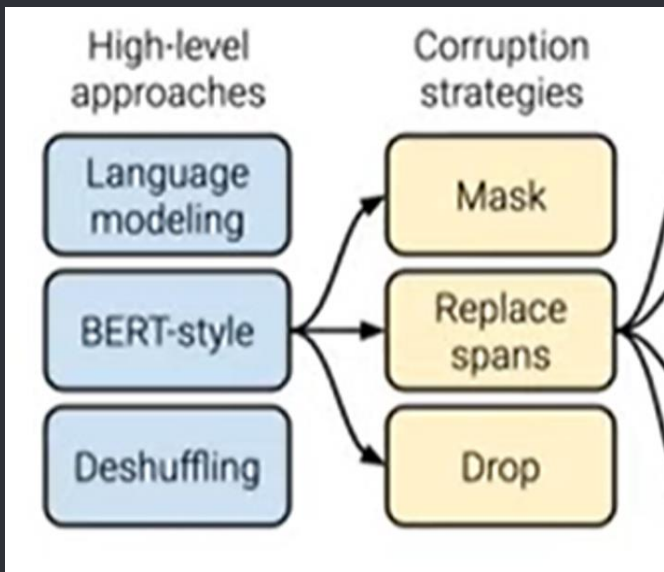 High-level
approaches
Corruption
strategies
Language
modeling
Mask
BERT-style
Replace
spans
Deshuffling
Drop